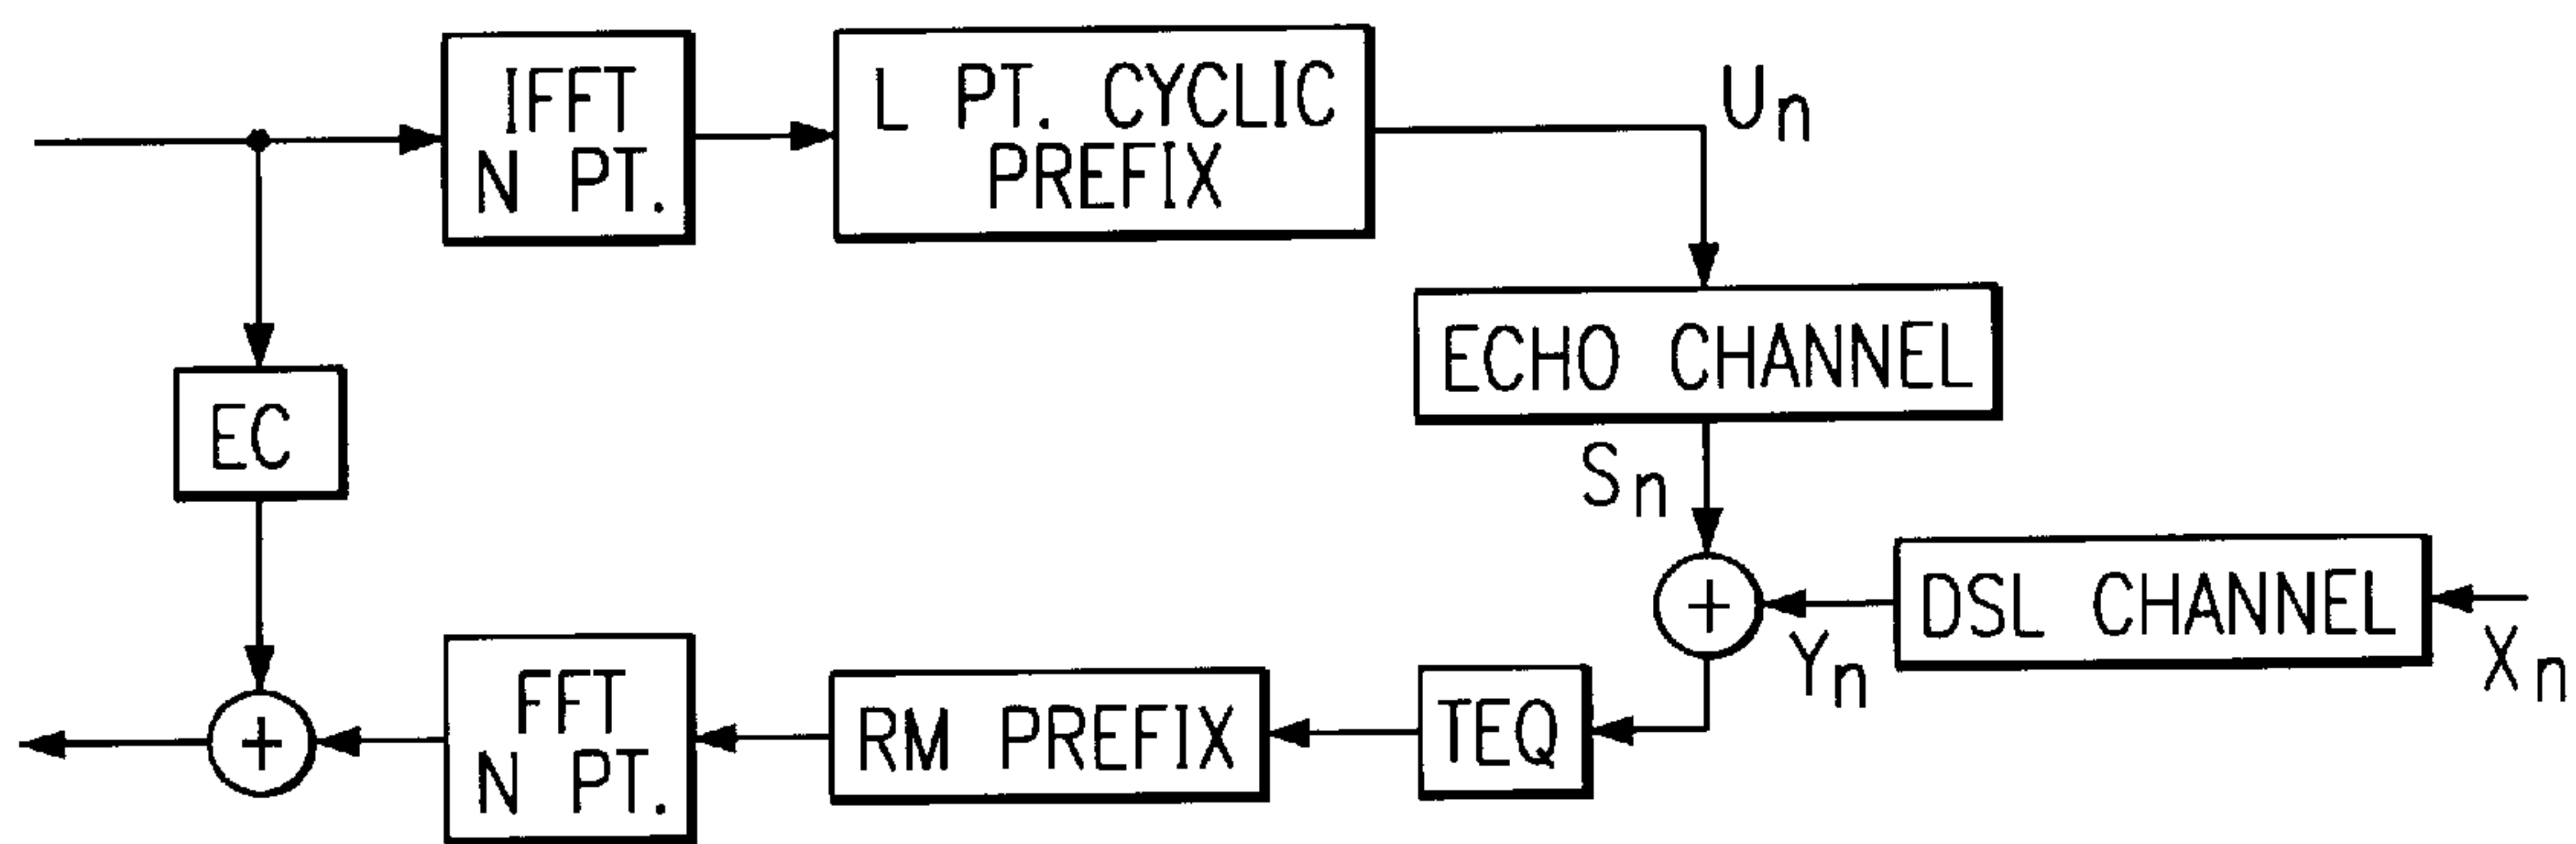 IFFT
N PT.
L PT. CYCLIC
PREFIX
Un
ECHO CHANNEL
EC
Sn
+
DSL CHANNEL
Yn
Xn
FFT
N PT.
RM PREFIX
TEQ
+